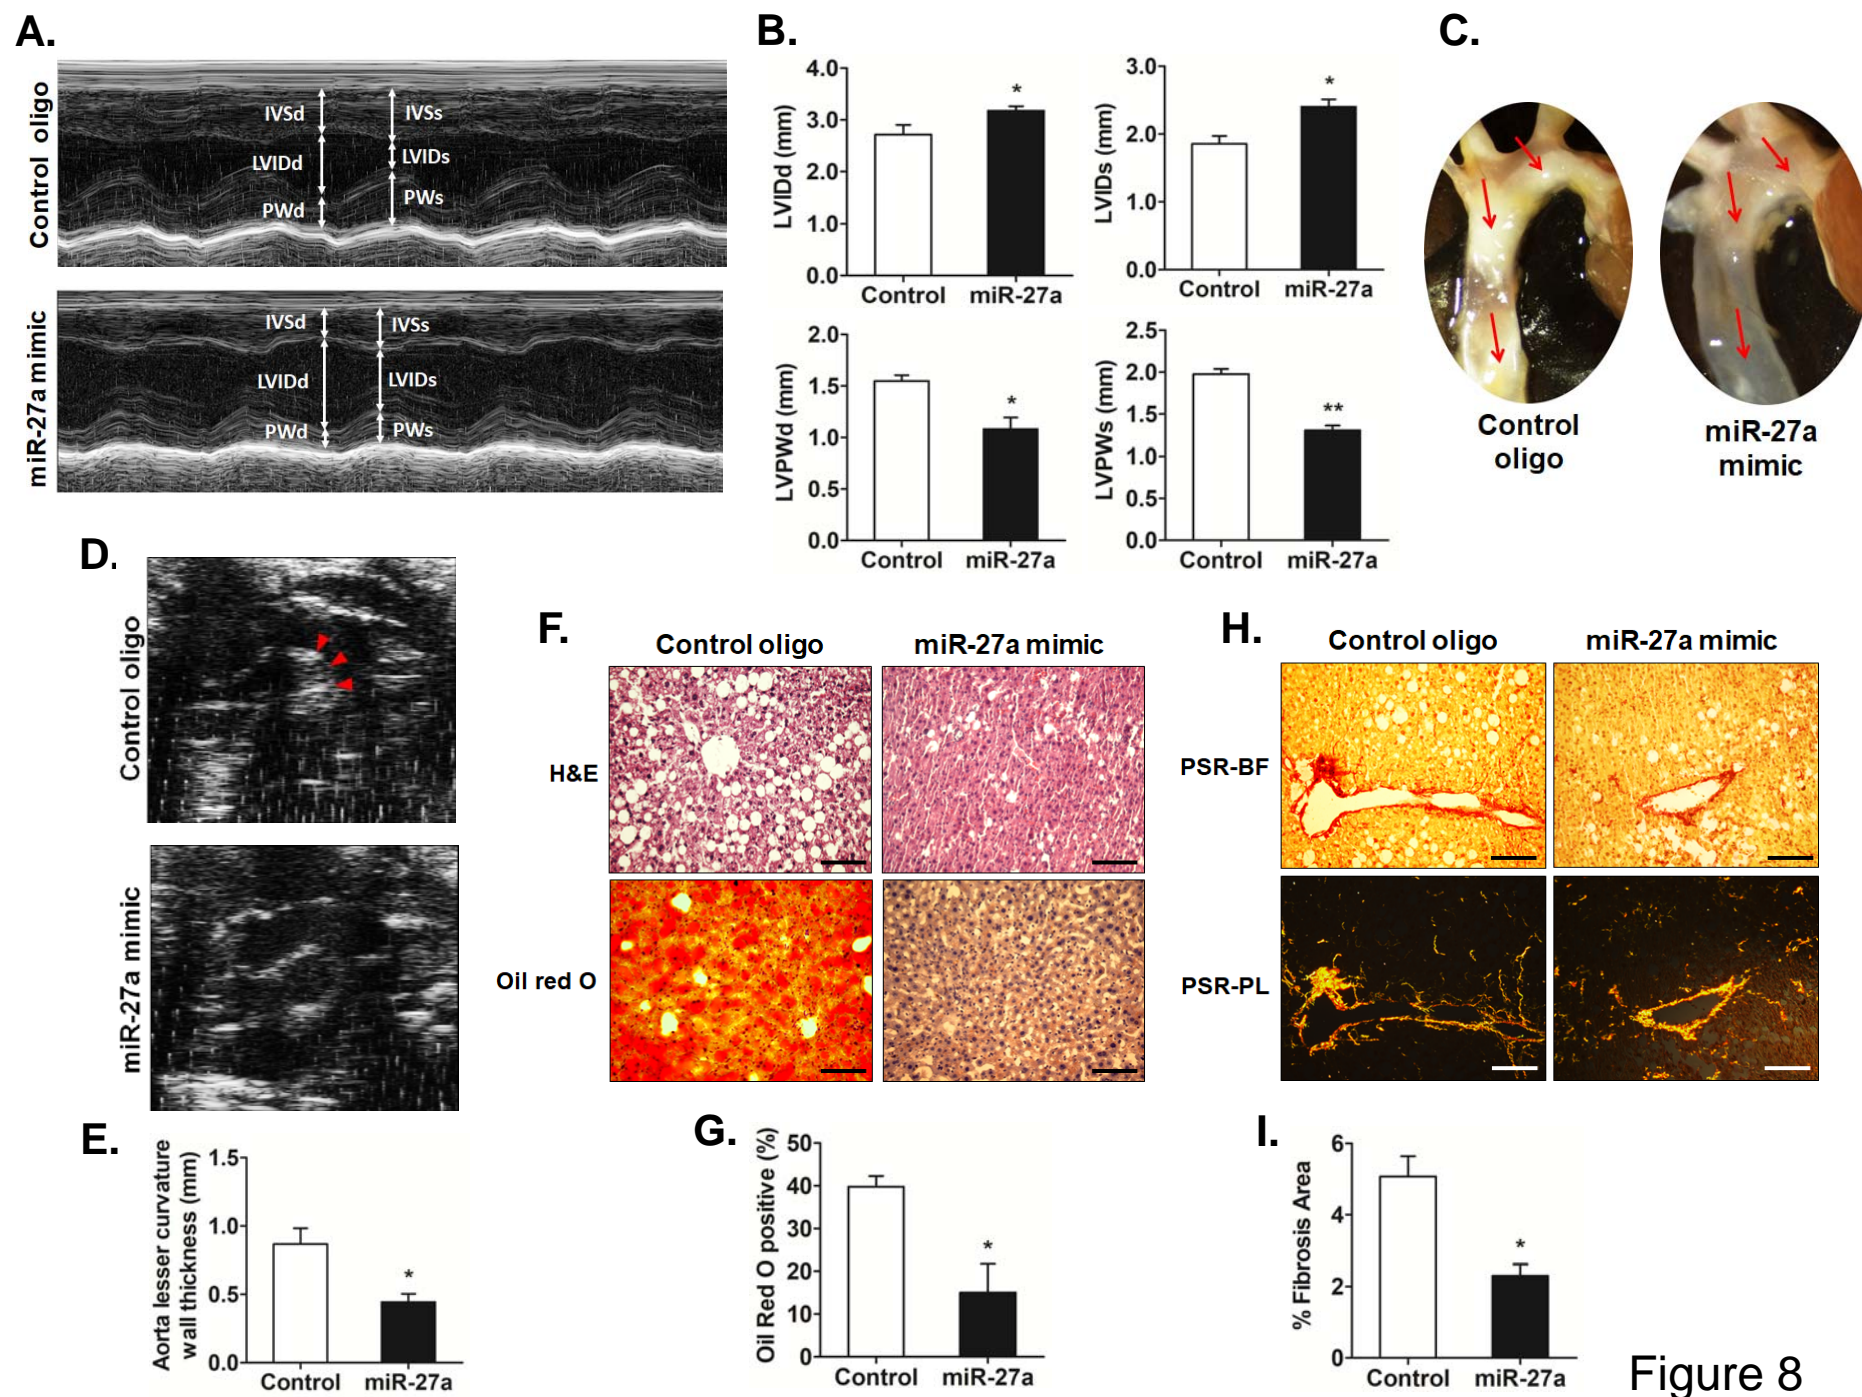 A.
Control oligo
IVSd
IVSs
LVIDd
LVIDs
PWd
PWs
miR-27a mimic
IVSd
IVSs
LVIDd
LVIDs
PWd
PWs
B.
LVIDd (mm)
4.0
3.0
2.0
1.0
0.0
*
Control
miR-27a
LVIDs (mm)
3.0
2.0
1.0
0.0
*
Control
miR-27a
LVPWd (mm)
2.0
1.5
1.0
0.5
0.0
*
Control
miR-27a
LVPWs (mm)
2.5
2.0
1.5
1.0
0.5
0.0
**
Control
miR-27a
C.
Control
oligo
miR-27a
mimic
D.
Control oligo
miR-27a mimic
E.
Aorta lesser curvature
wall thickness (mm)
1.5
1.0
0.5
0.0
*
Control
miR-27a
F.
Control oligo
miR-27a mimic
H&E
Oil red O
G.
Oil Red O positive (%)
50
40
30
20
10
0
*
Control
miR-27a
H.
Control oligo
miR-27a mimic
PSR-BF
PSR-PL
I.
% Fibrosis Area
6
4
2
0
*
Control
miR-27a
Figure 8